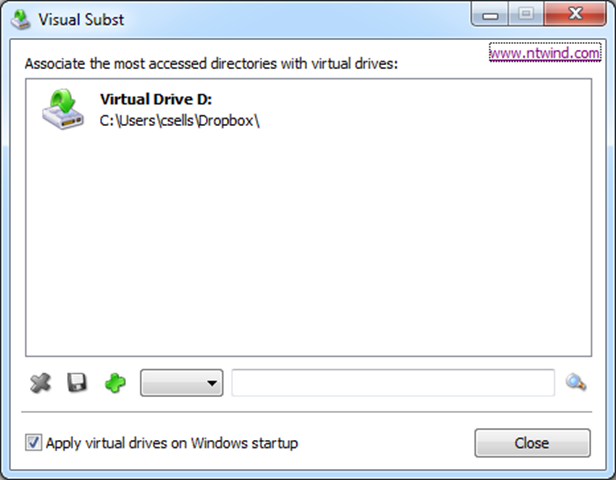 Visual Subst
www.ntwind.com
Associate the most accessed directories with virtual drives:
Virtual Drive D:
C:\Users\csells\Dropbox\
Apply virtual drives on Windows startup
Close